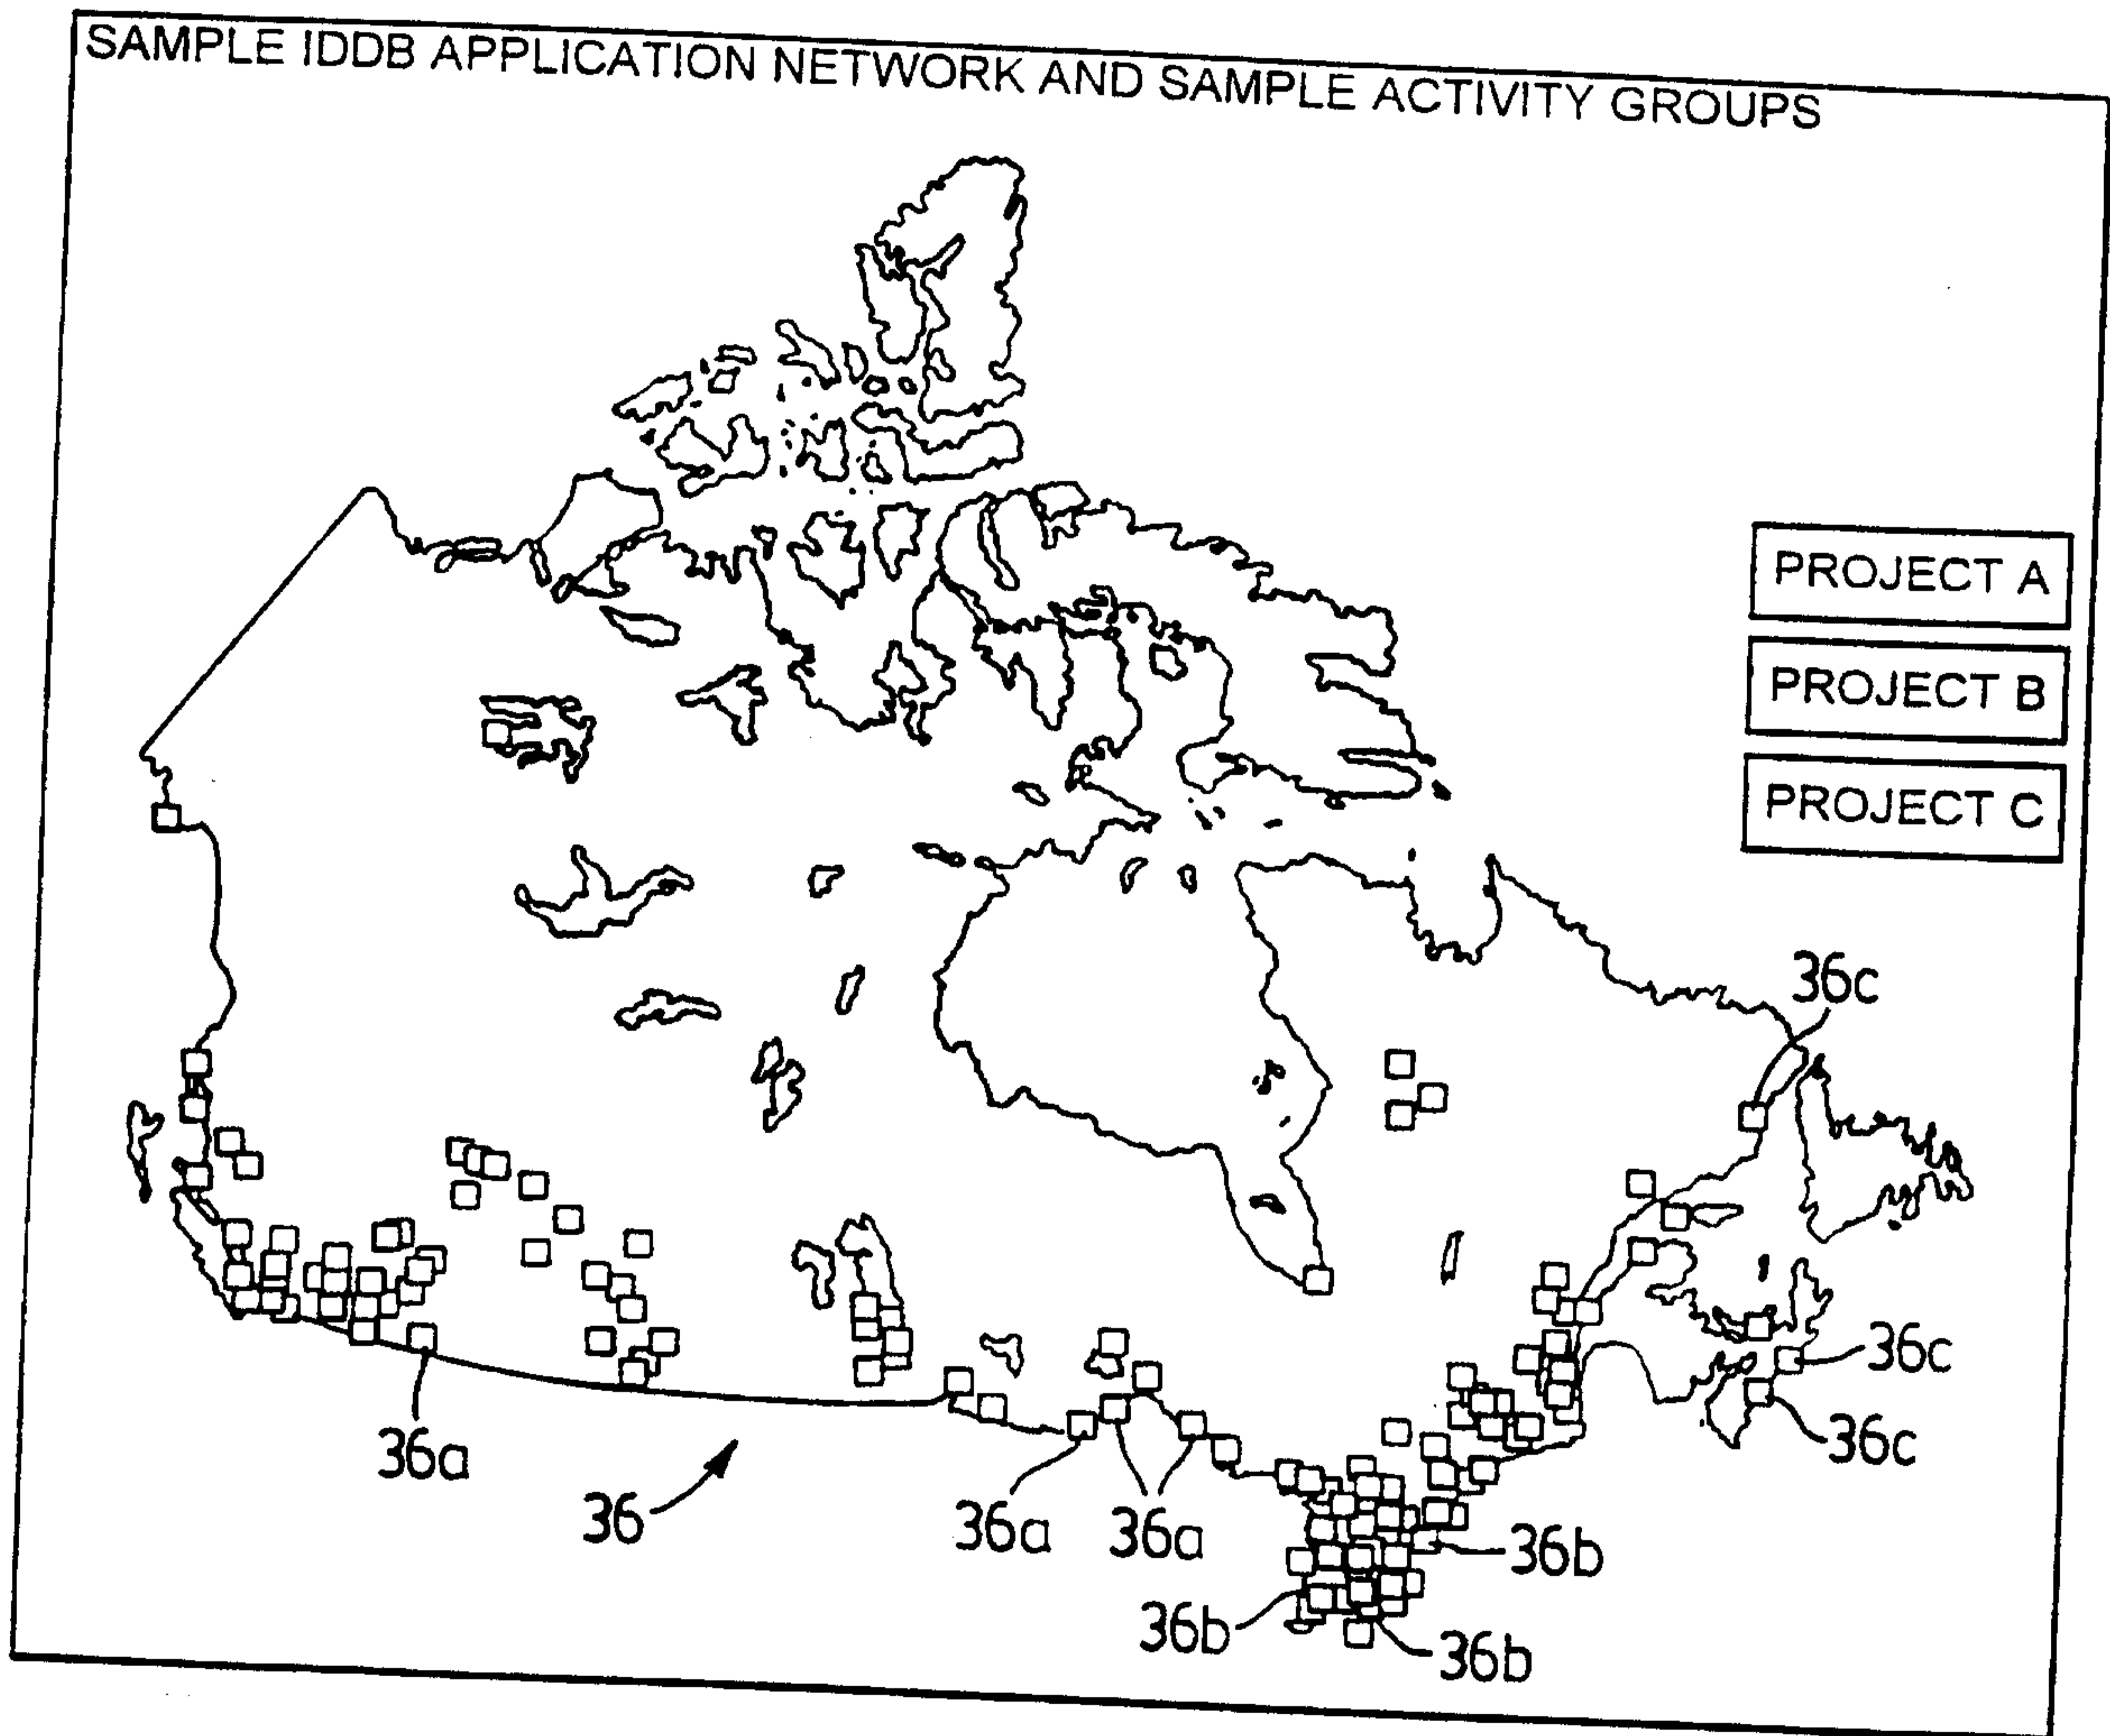 SAMPLE IDDB APPLICATION NETWORK AND SAMPLE ACTIVITY GROUPS
PROJECT A
PROJECT B
PROJECT C
36c
36c
36c
36a
36
36a
36a
36b
36b
36b